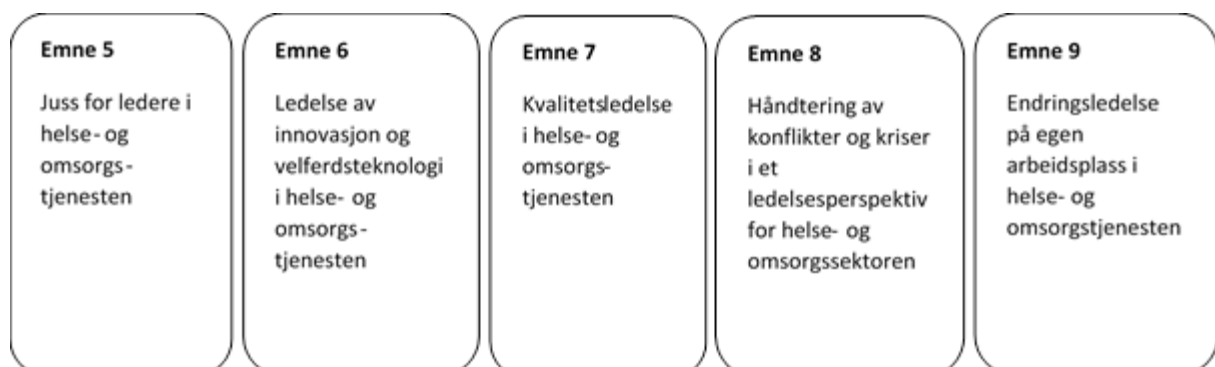 Emne 5
Juss for ledere i
helse- og
omsorgs-
tjenesten
Emne 6
Ledelse av
innovasjon og
velferdsteknologi
i helse- og
omsorgs-
tjenesten
Emne 7
Kvalitetsledelse
i helse- og
omsorgs-
tjenesten
Emne 8
Håndtering av
konflikter og kriser
i et
ledelsesperspektiv
for helse- og
omsorgssektoren
Emne 9
Endringsledelse
på egen
arbeidsplass i
helse- og
omsorgstjenesten